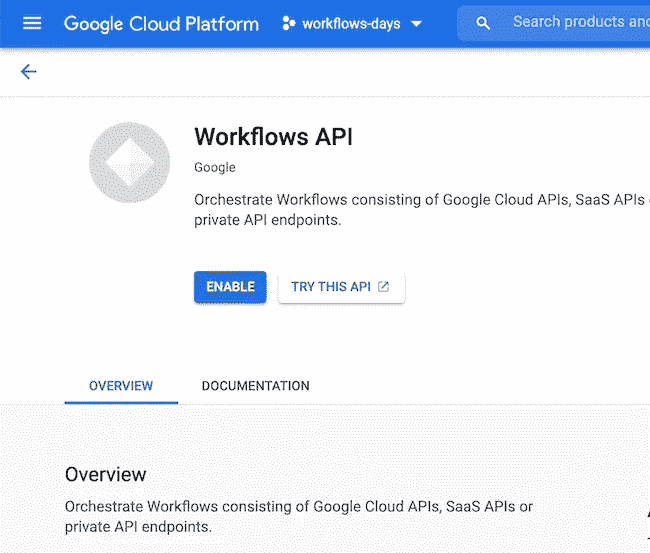 Google Cloud Platform workflows-days Search products and
Workflows API
Google
Orchestrate Workflows consisting of Google Cloud APIs, SaaS APIs
private API endpoints.
ENABLE TRY THIS API
OVERVIEW DOCUMENTATION
Overview
Orchestrate Workflows consisting of Google Cloud APIs, SaaS APIs or
private API endpoints.